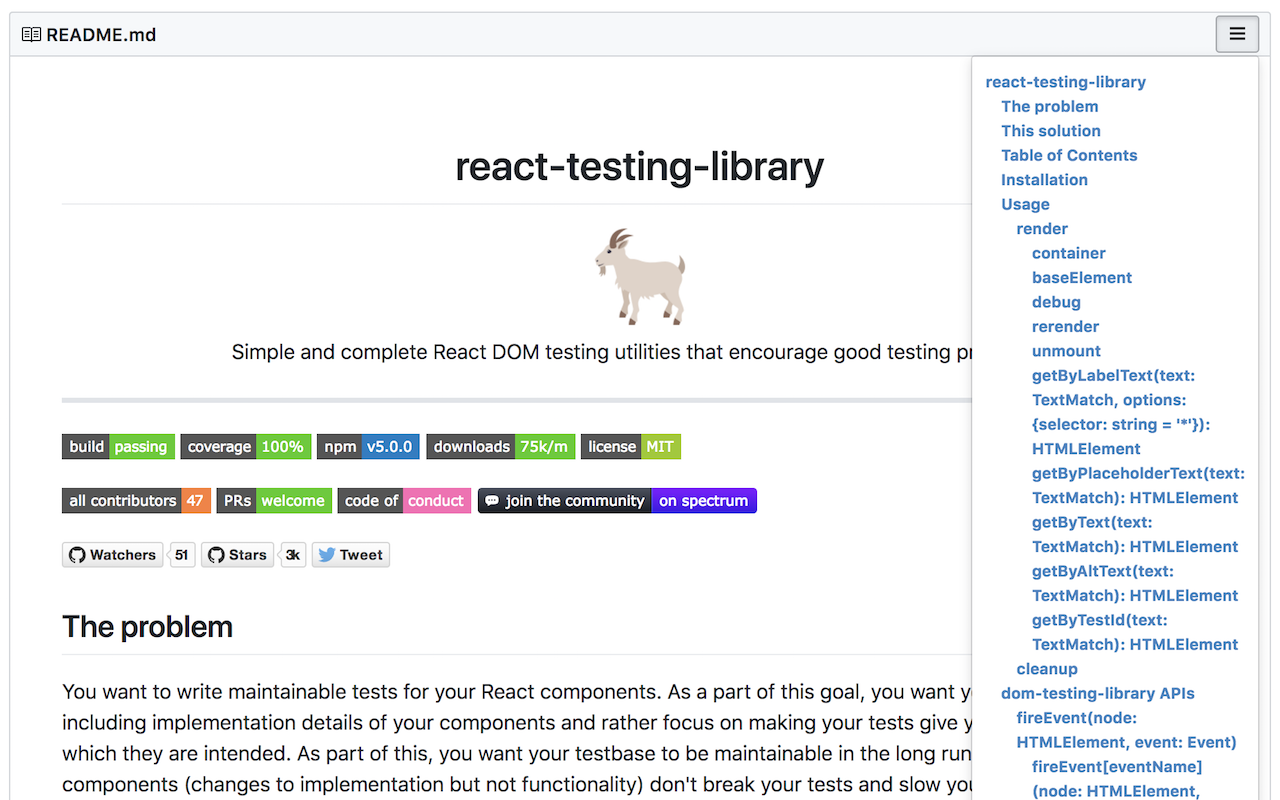 README.md
react-testing-library
Simple and complete React DOM testing utilities that encourage good testing
build passing coverage 100% npm v5.0.0 downloads 75k/m license MIT
all contributors 47 PRs welcome code of conduct join the community on spectrum
Watchers 51 Stars 3k Tweet
The problem
You want to write maintainable tests for your React components. As a part of this goal, you want
including implementation details of your components and rather focus on making your tests give
which they are intended. As part of this, you want your testbase to be maintainable in the long run
components (changes to implementation but not functionality) don't break your tests and slow
react-testing-library
The problem
This solution
Table of Contents
Installation
Usage
render
container
baseElement
debug
rerender
unmount
getByLabelText(text:
TextMatch, options:
{selector: string = '*'}):
HTMLElement
getByPlaceholderText(text:
TextMatch): HTMLElement
getByText(text:
TextMatch): HTMLElement
getByAltText(text:
TextMatch): HTMLElement
getByTestId(text:
TextMatch): HTMLElement
cleanup
dom-testing-library APIs
fireEvent(node:
HTMLElement, event: Event)
fireEvent[eventName]
(node: HTMLElement,